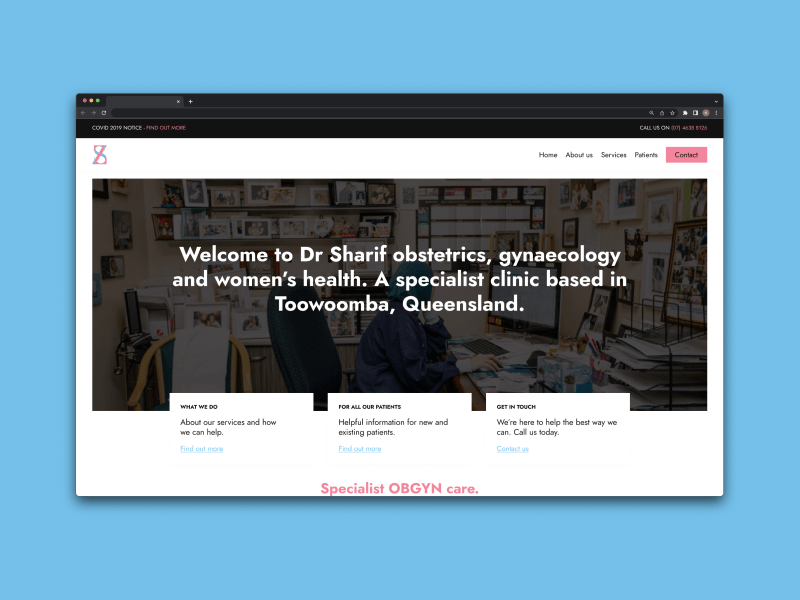 COVID 2019 NOTICE - FIND OUT MORE
CALL US ON (07) 4638 8126
Home About us Services Patients Contact
Welcome to Dr Sharif obstetrics, gynaecology
and women's health. A specialist clinic based in
Toowoomba, Queensland.
WHAT WE DO
About our services and how
we can help.
Find out more
FOR ALL OUR PATIENTS
Helpful information for new and
existing patients.
Find out more
GET IN TOUCH
We're here to help the best way we
can. Call us today.
Contact us
Specialist OBGYN care.